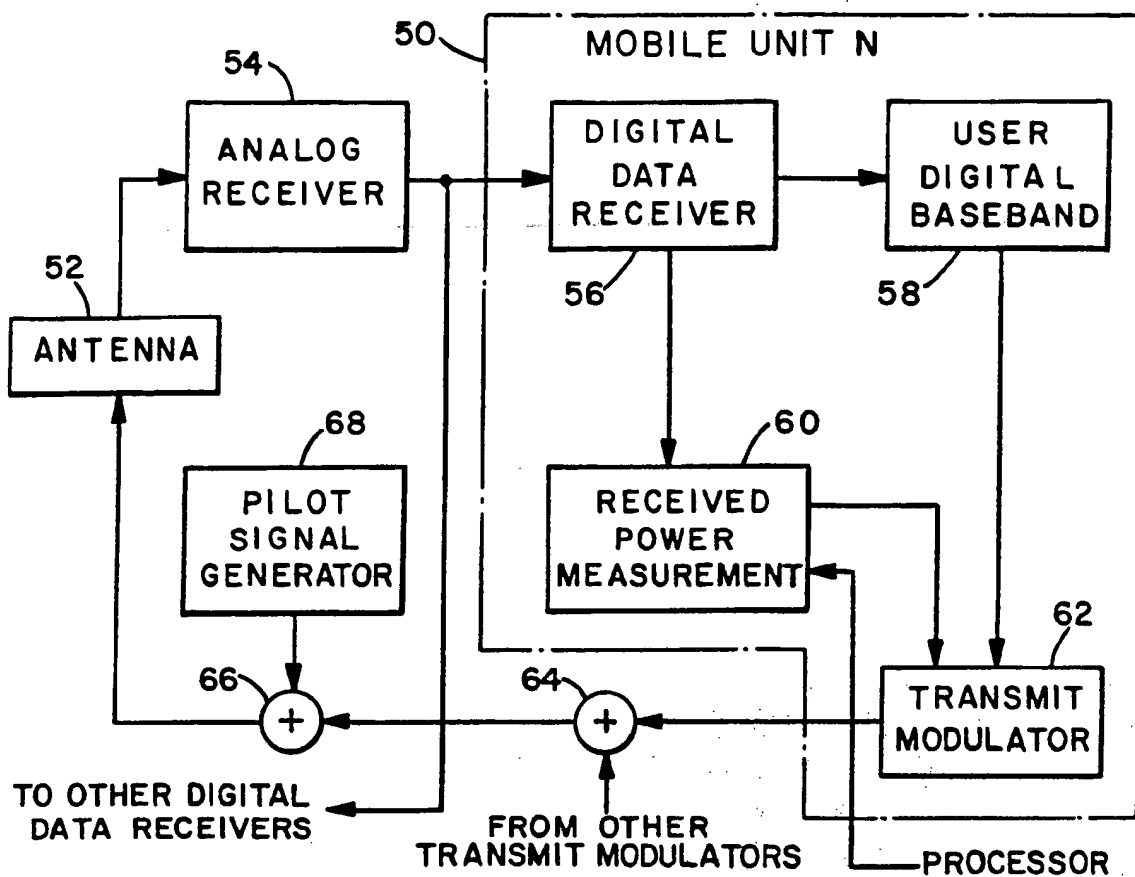 50
MOBILE UNIT N
54
ANALOG
RECEIVER
DIGITAL
DATA
RECEIVER
USER
DIGITAL
BASEBAND
52
56
58
ANTENNA
68
60
PILOT
SIGNAL
GENERATOR
RECEIVED
POWER
MEASUREMENT
62
66
+
64
+
TRANSMIT
MODULATOR
TO OTHER DIGITAL
DATA RECEIVERS
FROM OTHER
TRANSMIT MODULATORS
PROCESSOR